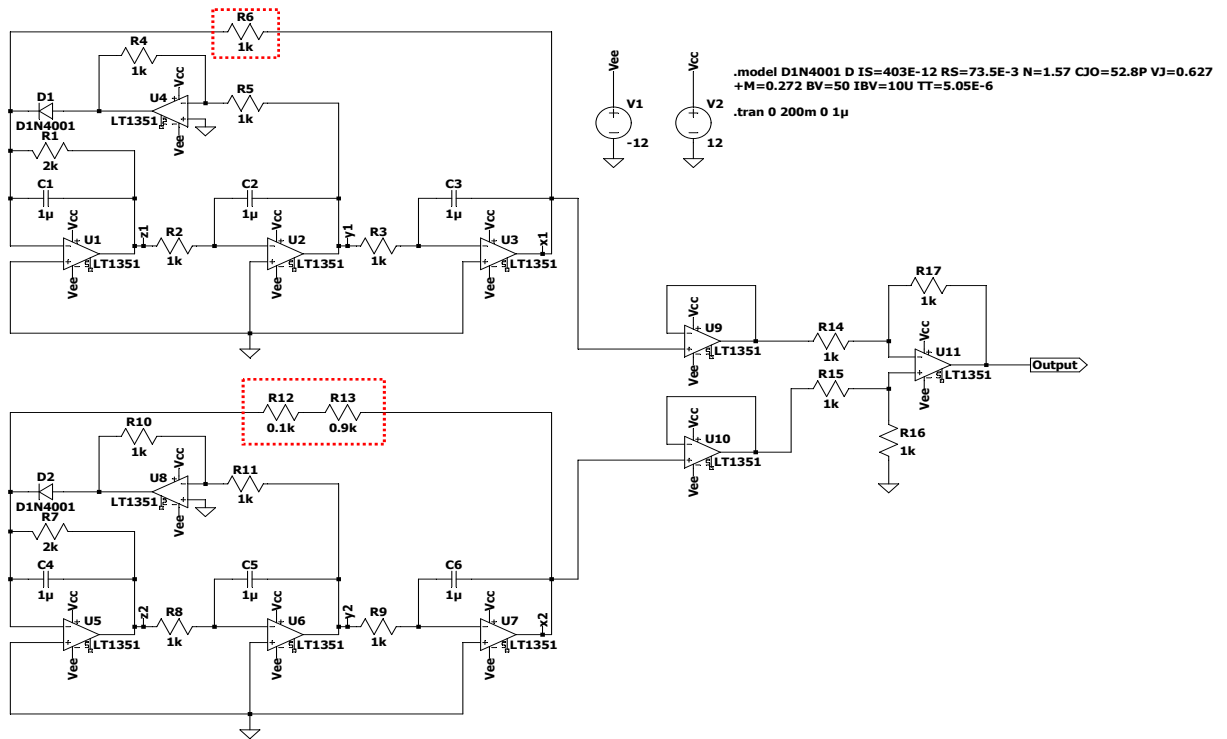 R6
1k
R4
1k
Vcc
U4
R5
1k
D1
D1N4001
LT1351
Vee
R1
2k
C1
1µ
C2
1µ
C3
1µ
Vcc
U1
LT1351
Vee
z1
R2
1k
Vcc
U2
LT1351
Vee
y1
R3
1k
Vcc
U3
LT1351
Vee
x1
Vee
V1
-12
Vcc
V2
12
.model D1N4001 D IS=403E-12 RS=73.5E-3 N=1.57 CJO=52.8P VJ=0.627
+M=0.272 BV=50 IBV=10U TT=5.05E-6
.tran 0 200m 0 1µ
Vcc
U9
LT1351
Vee
R14
1k
R17
1k
Vcc
U11
LT1351
Vee
Output
R15
1k
R16
1k
Vcc
U10
LT1351
Vee
R12
0.1k
R13
0.9k
R10
1k
Vcc
U8
R11
1k
D2
D1N4001
LT1351
Vee
R7
2k
C4
1µ
C5
1µ
C6
1µ
Vcc
U5
LT1351
Vee
z2
R8
1k
Vcc
U6
LT1351
Vee
y2
R9
1k
Vcc
U7
LT1351
Vee
x2